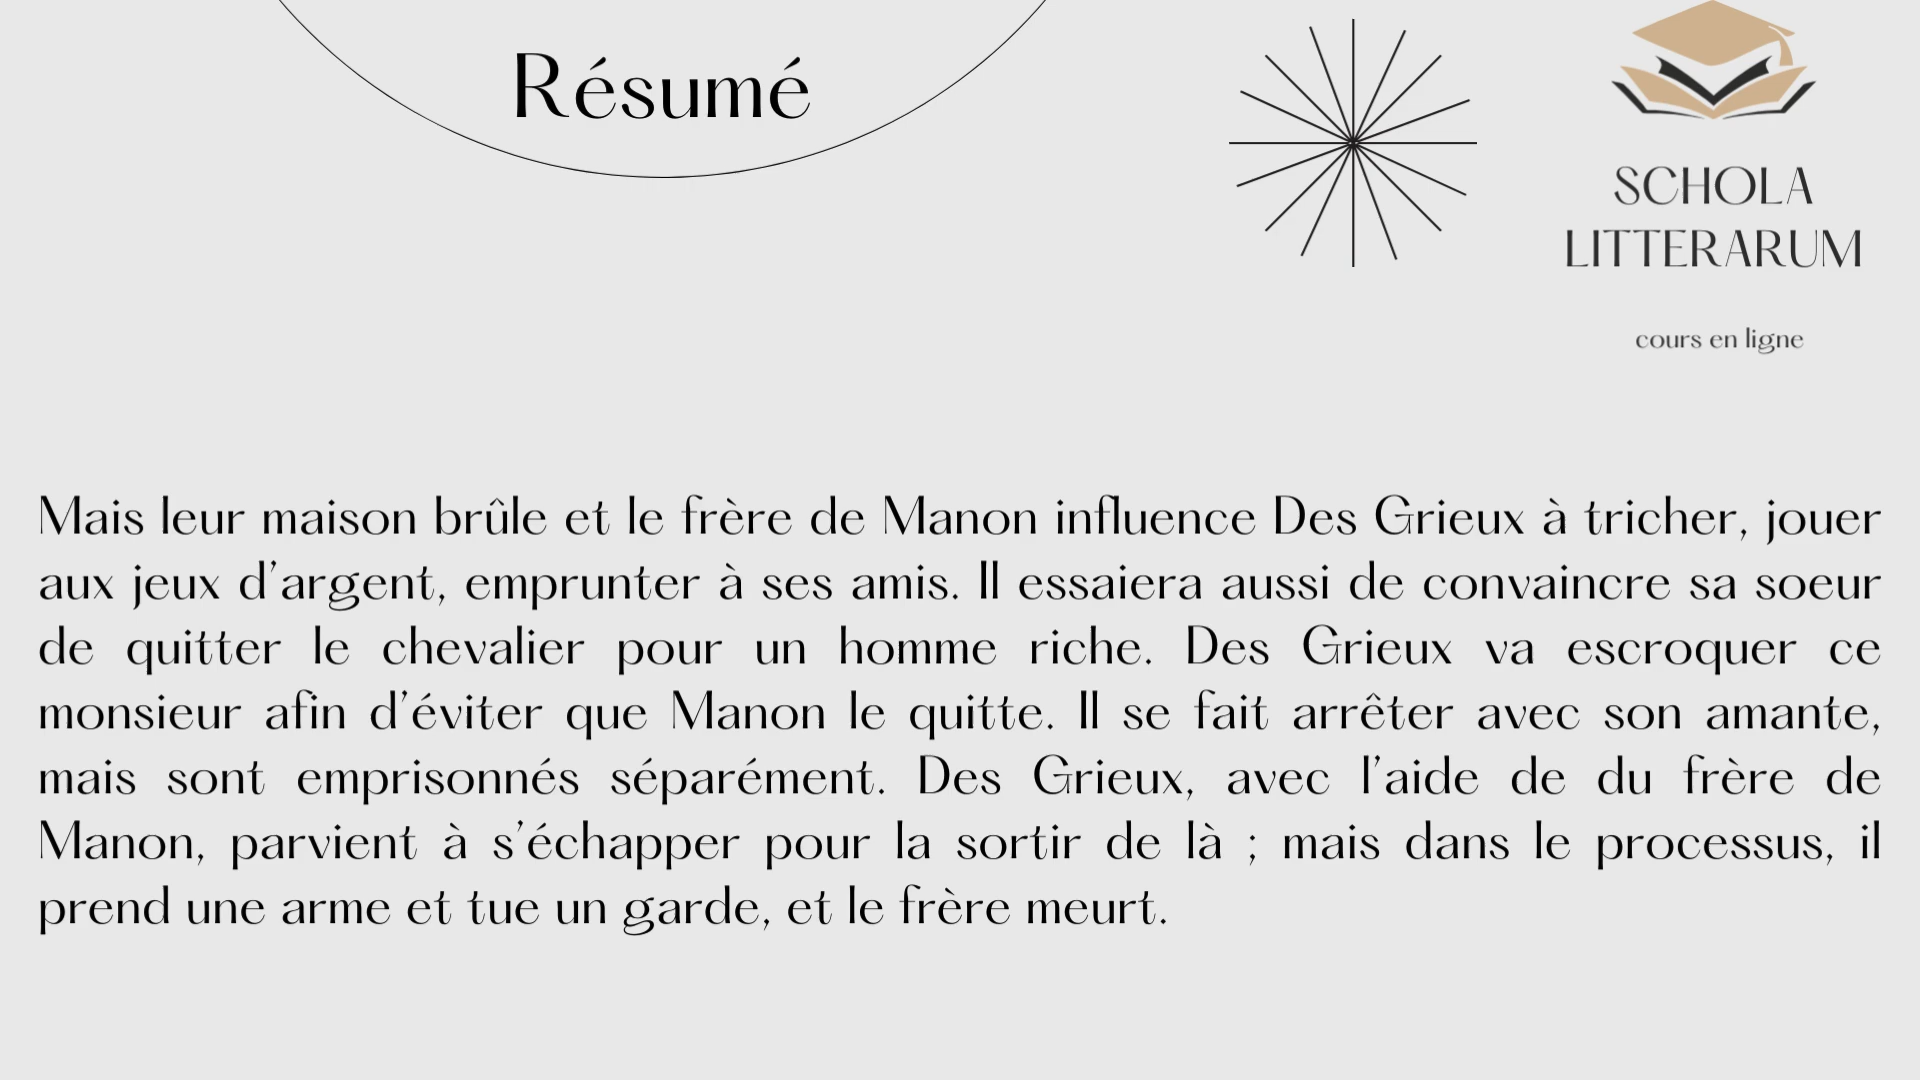 Résumé
SCHOLA
LITTERARUM
cours en ligne
Mais leur maison brûle et le frère de Manon influence Des Grieux à tricher, jouer
aux jeux d’argent, emprunter à ses amis. Il essaiera aussi de convaincre sa soeur
de quitter le chevalier pour un homme riche. Des Grieux va escroquer ce
monsieur afin d’éviter que Manon le quitte. Il se fait arrêter avec son amante,
mais sont emprisonnés séparément. Des Grieux, avec l’aide de du frère de
Manon, parvient à s’échapper pour la sortir de là ; mais dans le processus, il
prend une arme et tue un garde, et le frère meurt.